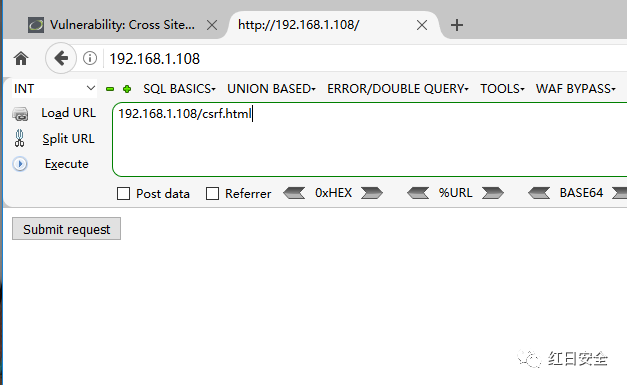 Vulnerability: Cross Site...
http://192.168.1.108/
192.168.1.108
INT
SQL BASICS
UNION BASED
ERROR/DOUBLE QUERY
TOOLS
WAF BYPASS
Load URL
192.168.1.108/csrf.html
Split URL
Execute
Post data
Referrer
0xHEX
%URL
BASE64
Submit request
红日安全